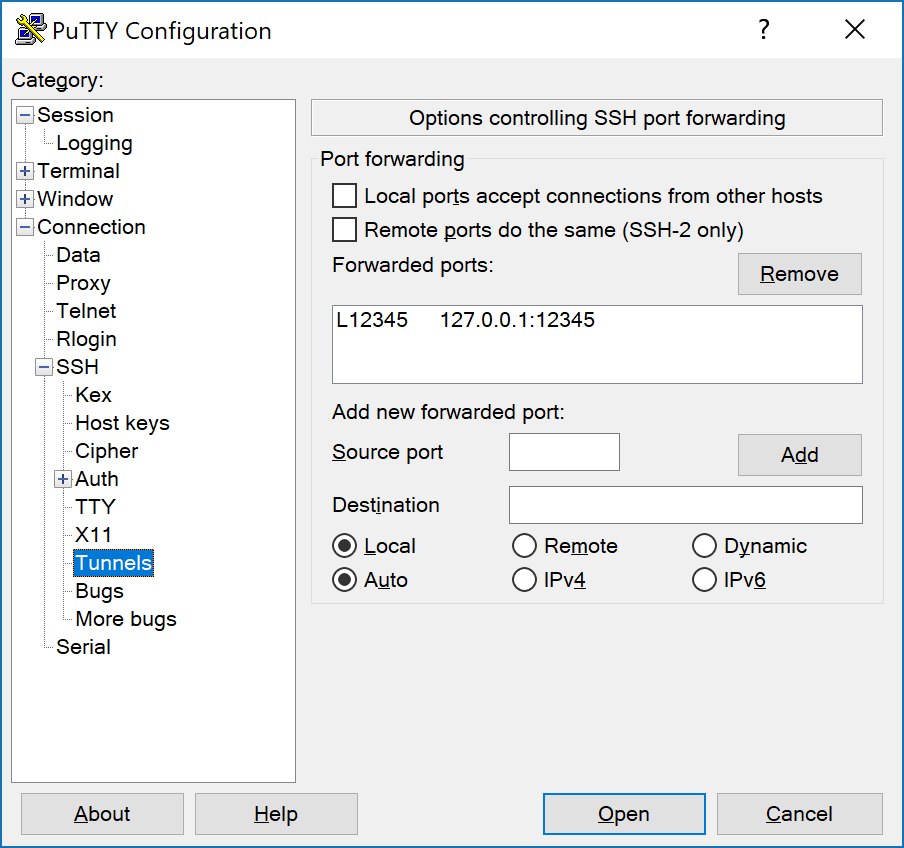 PuTTY Configuration
?
Category:
Session
Logging
Terminal
Window
Connection
Data
Proxy
Telnet
Rlogin
SSH
Kex
Host keys
Cipher
Auth
TTY
X11
Tunnels
Bugs
More bugs
Serial
Options controlling SSH port forwarding
Port forwarding
Local ports accept connections from other hosts
Remote ports do the same (SSH-2 only)
Forwarded ports:
Remove
L12345 127.0.0.1:12345
Add new forwarded port:
Source port
Add
Destination
Local Remote Dynamic
Auto IPv4 IPv6
About Help Open Cancel